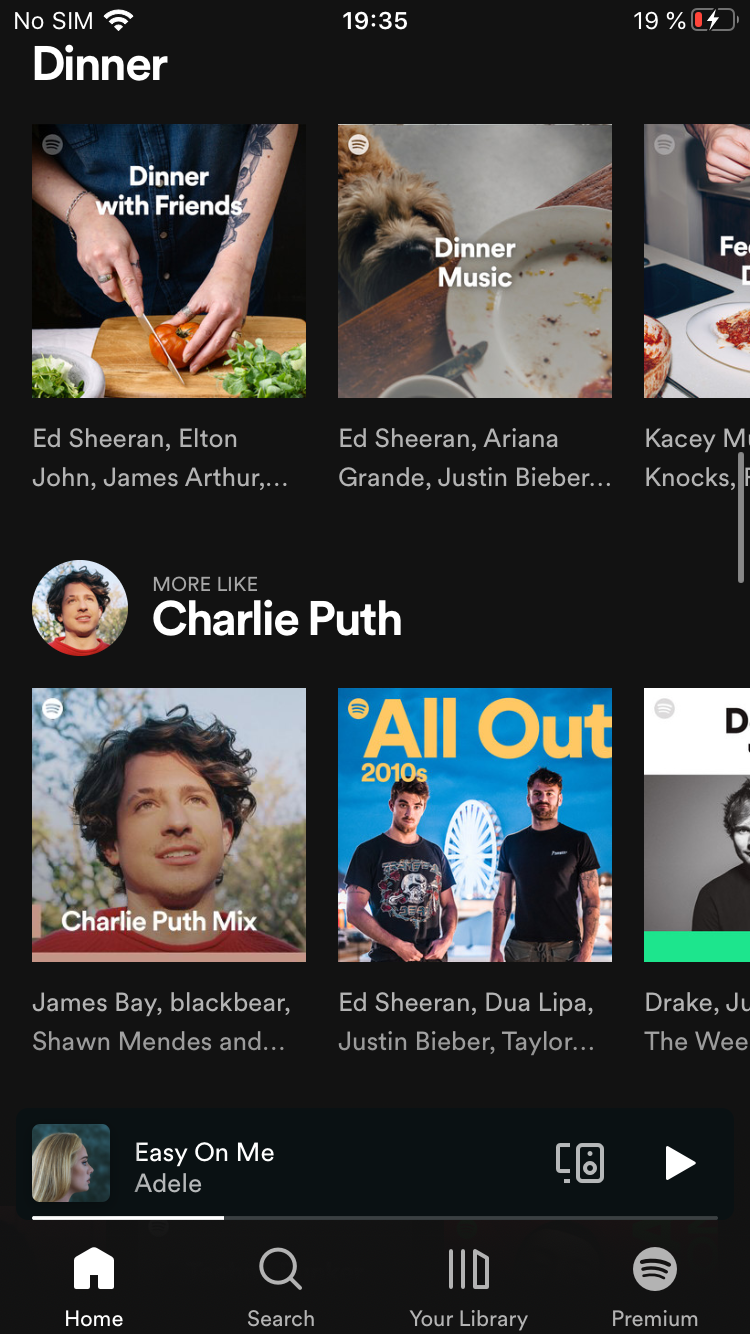 No SIM 19:35 19 %
Dinner
Dinner
with Friends
Dinner
Music
Ed Sheeran, Elton
John, James Arthur,...
Ed Sheeran, Ariana
Grande, Justin Bieber...
Kacey
Knocks,
MORE LIKE
Charlie Puth
Charlie Puth Mix
All Out
2010s
James Bay, blackbear,
Shawn Mendes and...
Ed Sheeran, Dua Lipa,
Justin Bieber, Taylor...
Drake,
The
Easy On Me
Adele
Home
Search
Your Library
Premium